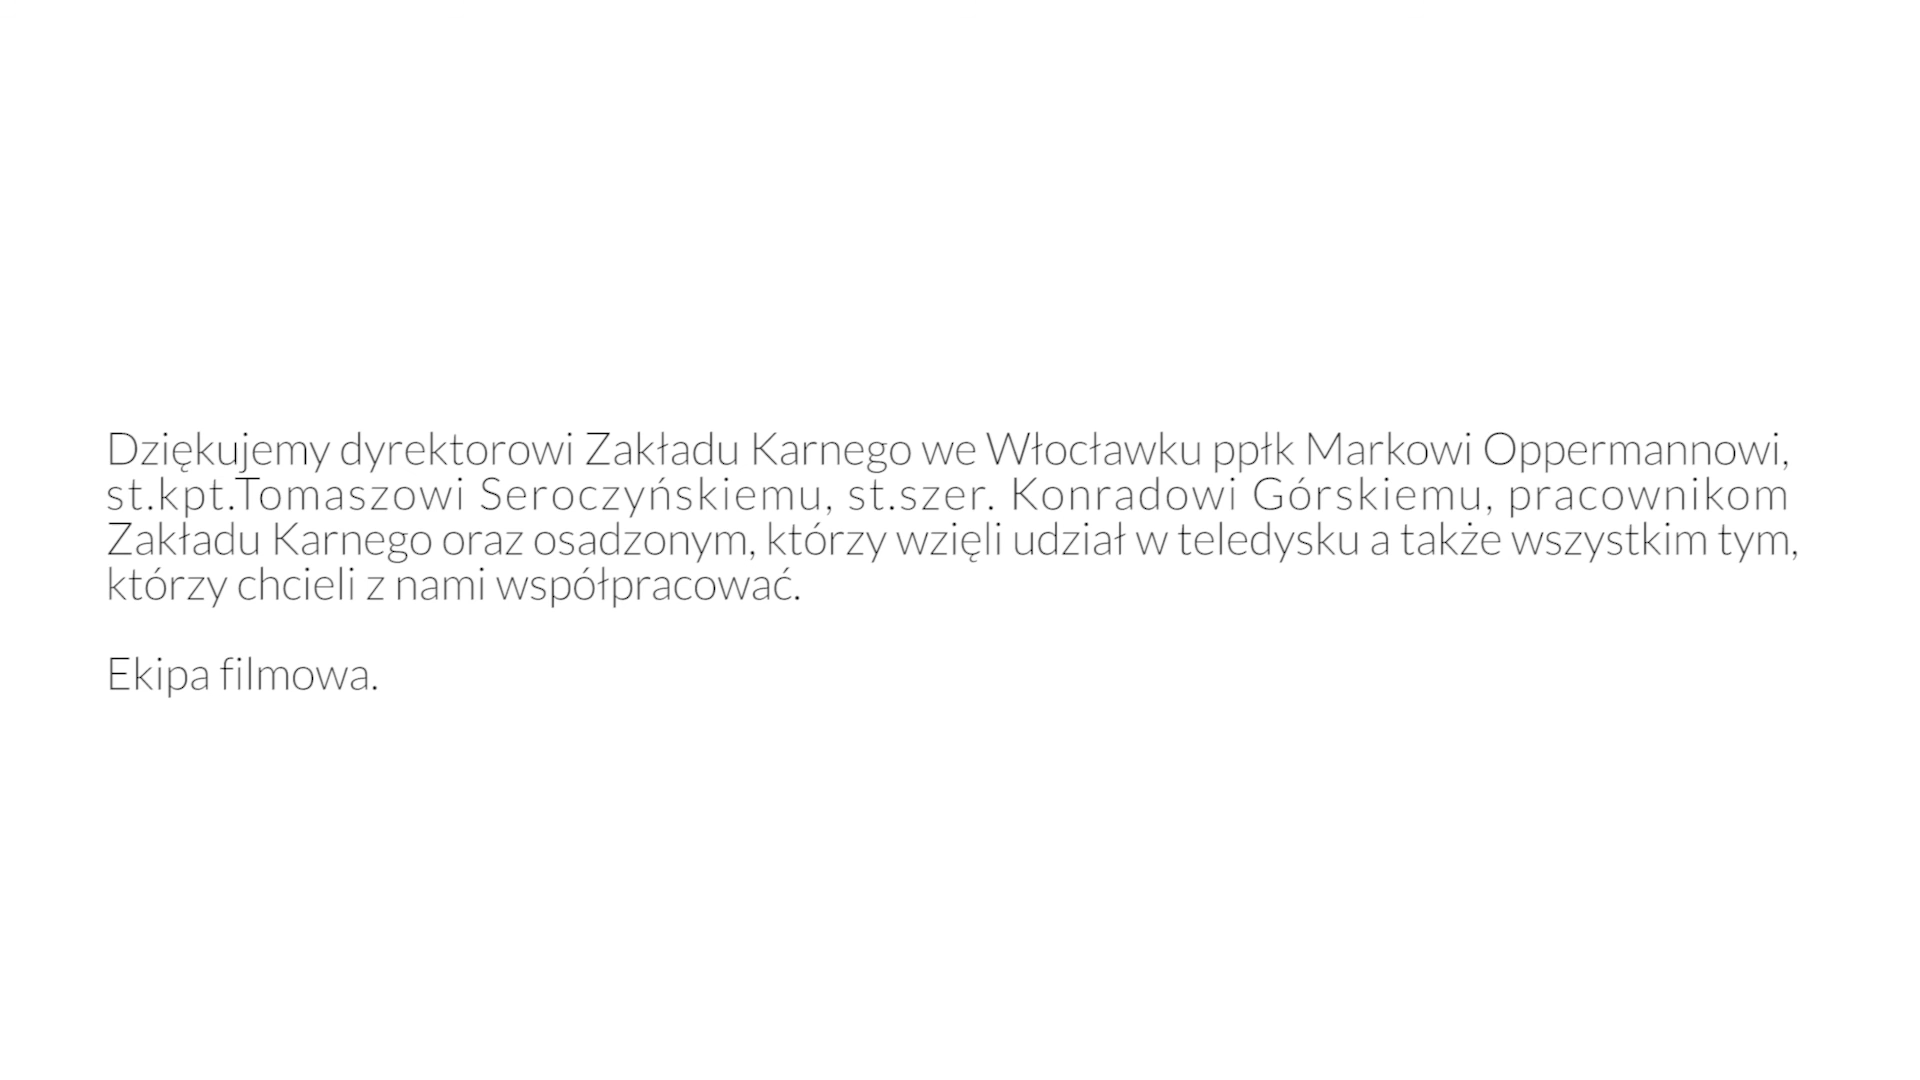 Dziękujemy dyrektorowi Zakładu Karnego we Włocławku ppłk Markowi Oppermannowi,
st.kpt.Tomaszowi Seroczyńskiemu, st.szer. Konradowi Górskiemu, pracownikom
Zakładu Karnego oraz osadzonym, którzy wzięli udział w teledysku a także wszystkim tym,
którzy chcieli z nami współpracować.
Ekipa filmowa.